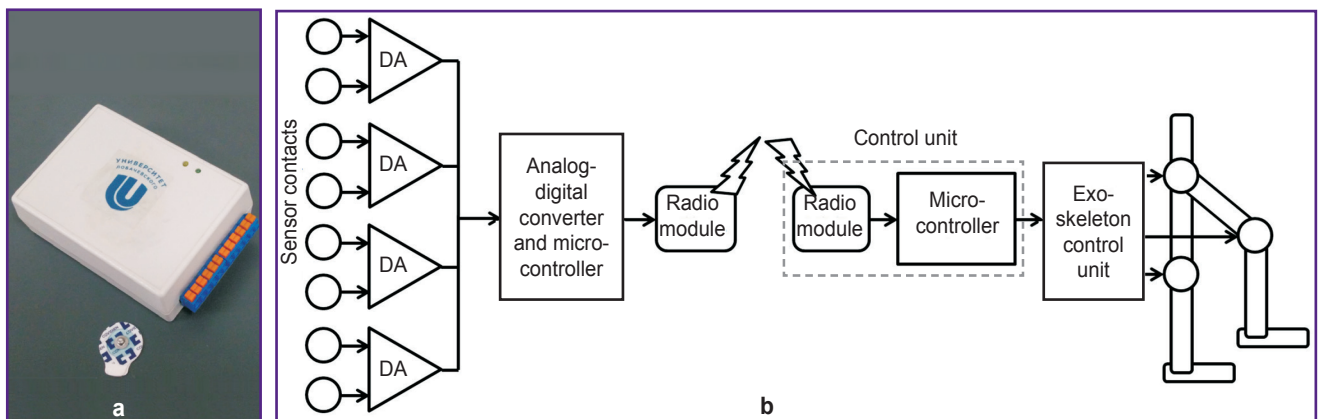 УНИВЕРСИТЕТ
ЛОБАЧЕВСКОГО
a
Sensor contacts
DA
DA
DA
DA
Analog-
digital
converter
and micro-
controller
Radio
module
Control unit
Radio
module
Micro-
controller
Exo-
skeleton
control
unit
b